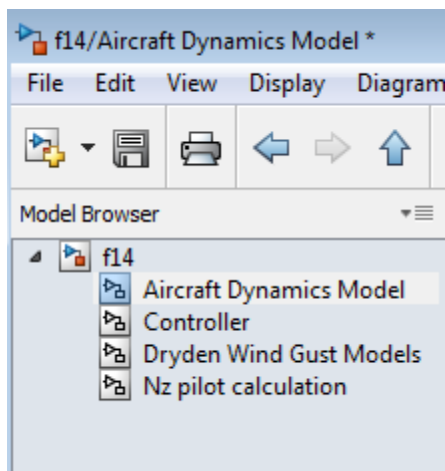 f14/Aircraft Dynamics Model *
File Edit View Display Diagram
Model Browser
f14
Aircraft Dynamics Model
Controller
Dryden Wind Gust Models
Nz pilot calculation